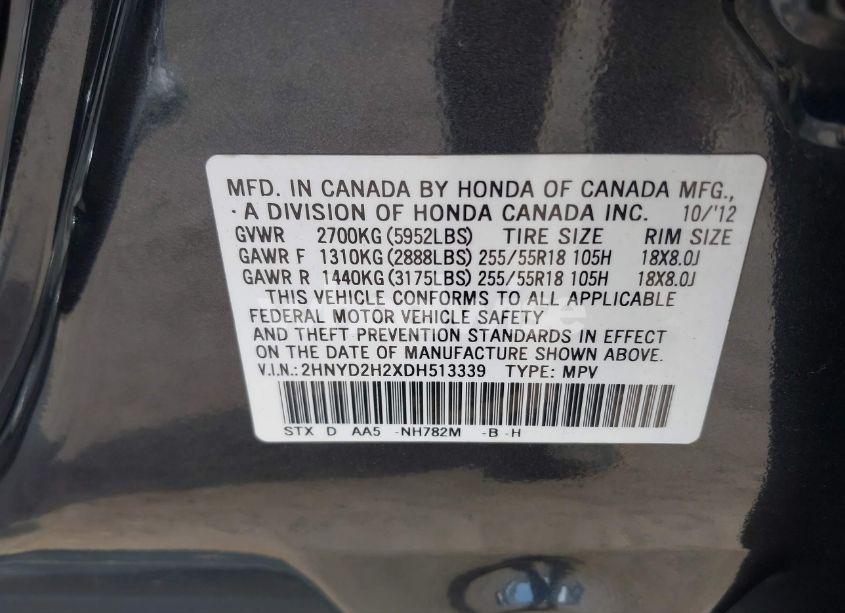 MFD. IN CANADA BY HONDA OF CANADA MFG.,
· A DIVISION OF HONDA CANADA INC. 10/'12
GVWR 2700KG (5952LBS) TIRE SIZE RIM SIZE
GAWR F 1310KG (2888LBS) 255/55R18 105H 18X8.0J
GAWR R 1440KG (3175LBS) 255/55R18 105H 18X8.0J
THIS VEHICLE CONFORMS TO ALL APPLICABLE
FEDERAL MOTOR VEHICLE SAFETY
AND THEFT PREVENTION STANDARDS IN EFFECT
ON THE DATE OF MANUFACTURE SHOWN ABOVE.
V.I.N.: 2HNYD2H2XDH513339 TYPE: MPV
STX D AA5 -NH782M -B -H